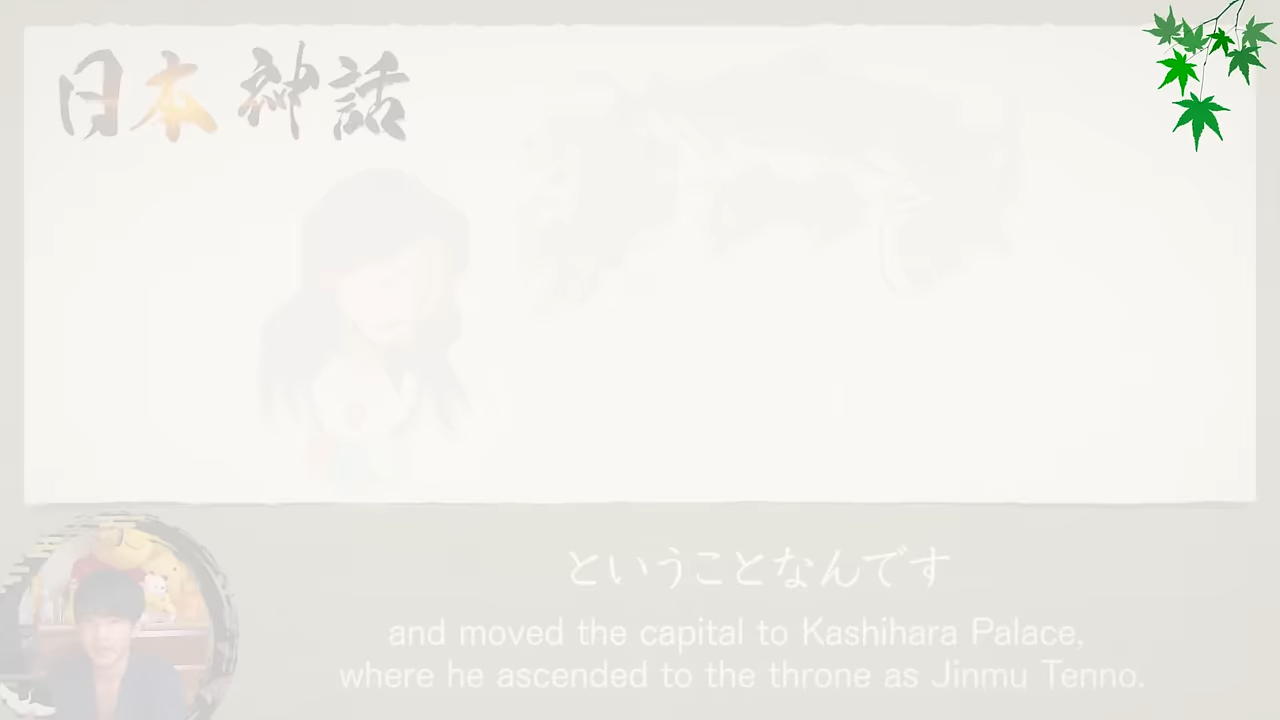 日本神話
ということなんです
and moved the capital to Kashihara Palace,
where he ascended to the throne as Jinmu Tenno.